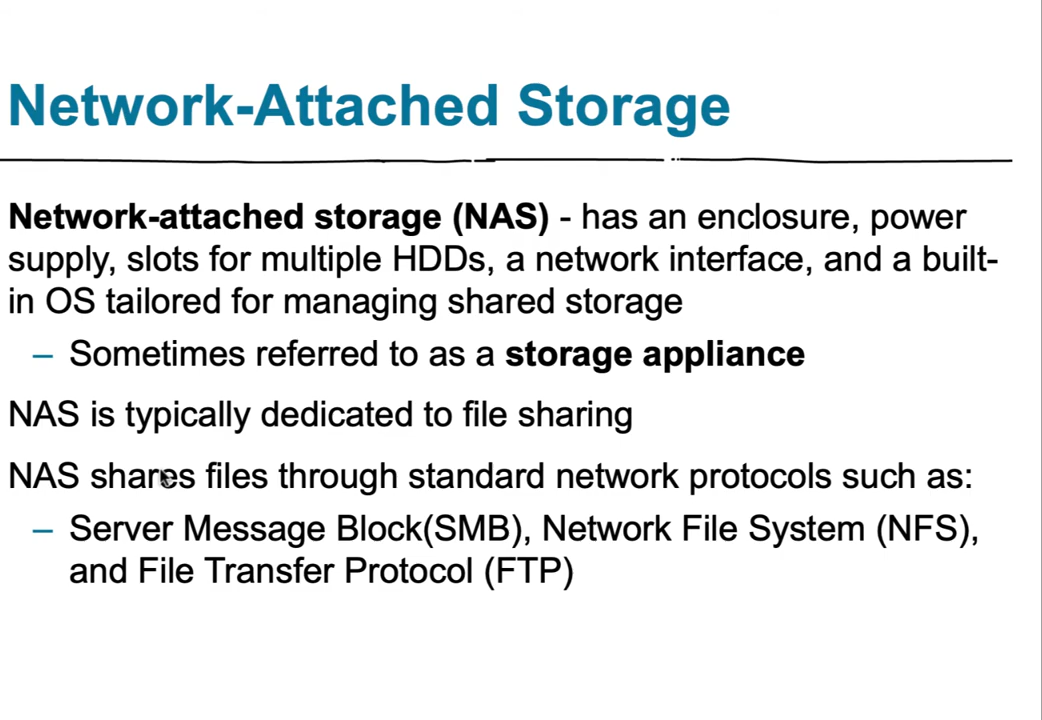 Network-Attached Storage
Network-attached storage (NAS) - has an enclosure, power
supply, slots for multiple HDDs, a network interface, and a built-
in OS tailored for managing shared storage
– Sometimes referred to as a storage appliance
NAS is typically dedicated to file sharing
NAS shares files through standard network protocols such as:
– Server Message Block(SMB), Network File System (NFS),
and File Transfer Protocol (FTP)